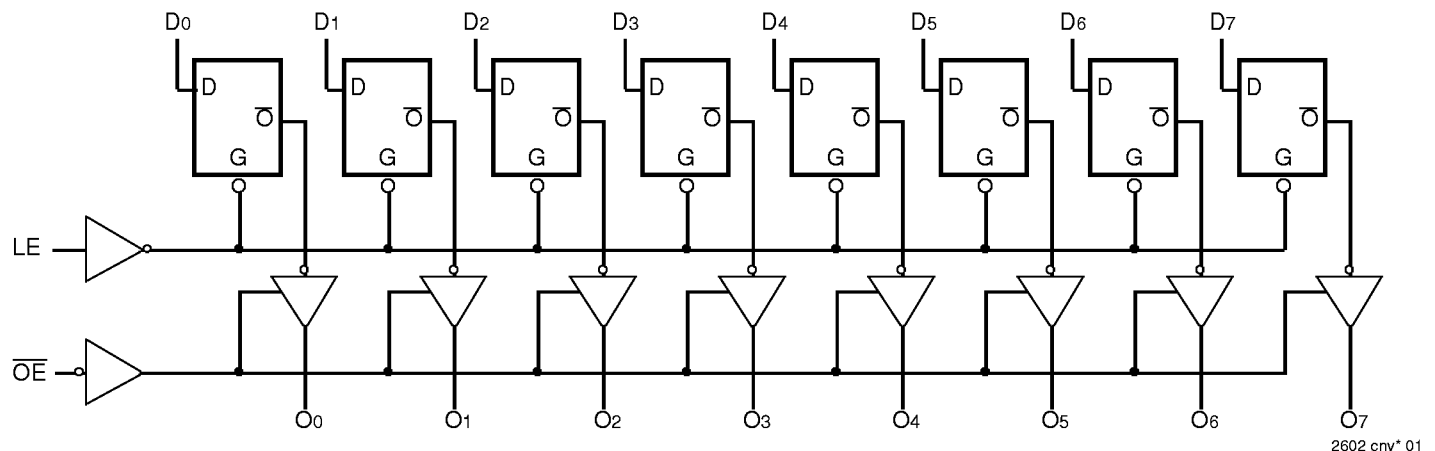 D0 D1 D2 D3 D4 D5 D6 D7
D D D D D D D D
O̅ O̅ O̅ O̅ O̅ O̅ O̅ O̅
G G G G G G G G
LE
O̅E̅
O0 O1 O2 O3 O4 O5 O6 O7
2602 cnv* 01